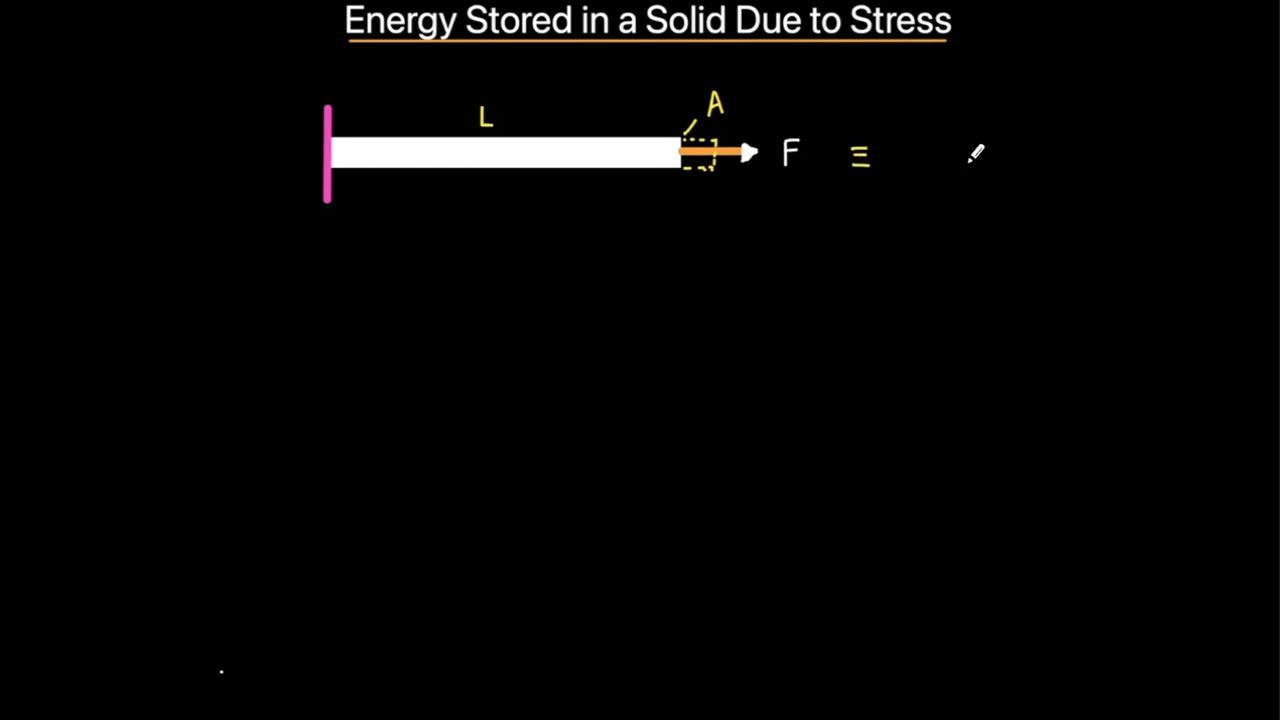 Energy Stored in a Solid Due to Stress
A
L
F ≡